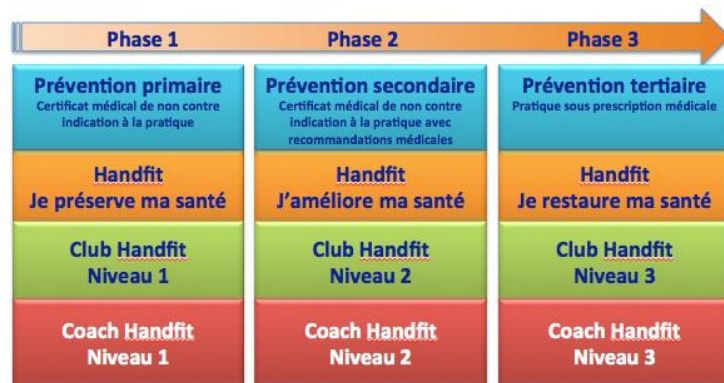 Phase 1
Phase 2
Phase 3
Prévention primaire
Certificat médical de non contre
indication à la pratique
Prévention secondaire
Certificat médical de non contre
indication à la pratique avec
recommandations médicales
Prévention tertiaire
Pratique sous prescription médicale
Handfit
Je préserve ma santé
Handfit
J'améliore ma santé
Handfit
Je restaure ma santé
Club Handfit
Niveau 1
Club Handfit
Niveau 2
Club Handfit
Niveau 3
Coach Handfit
Niveau 1
Coach Handfit
Niveau 2
Coach Handfit
Niveau 3